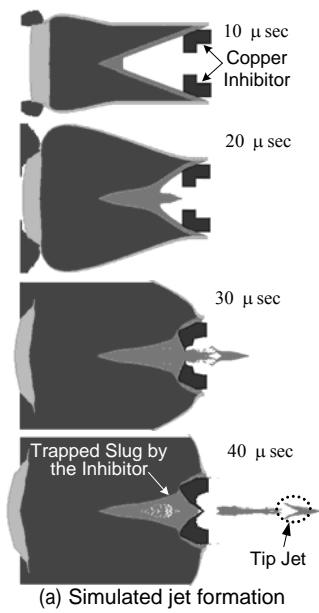 10 μ sec
Copper
Inhibitor
20 μ sec
30 μ sec
40 μ sec
Trapped Slug by
the Inhibitor
Tip Jet
(a) Simulated jet formation